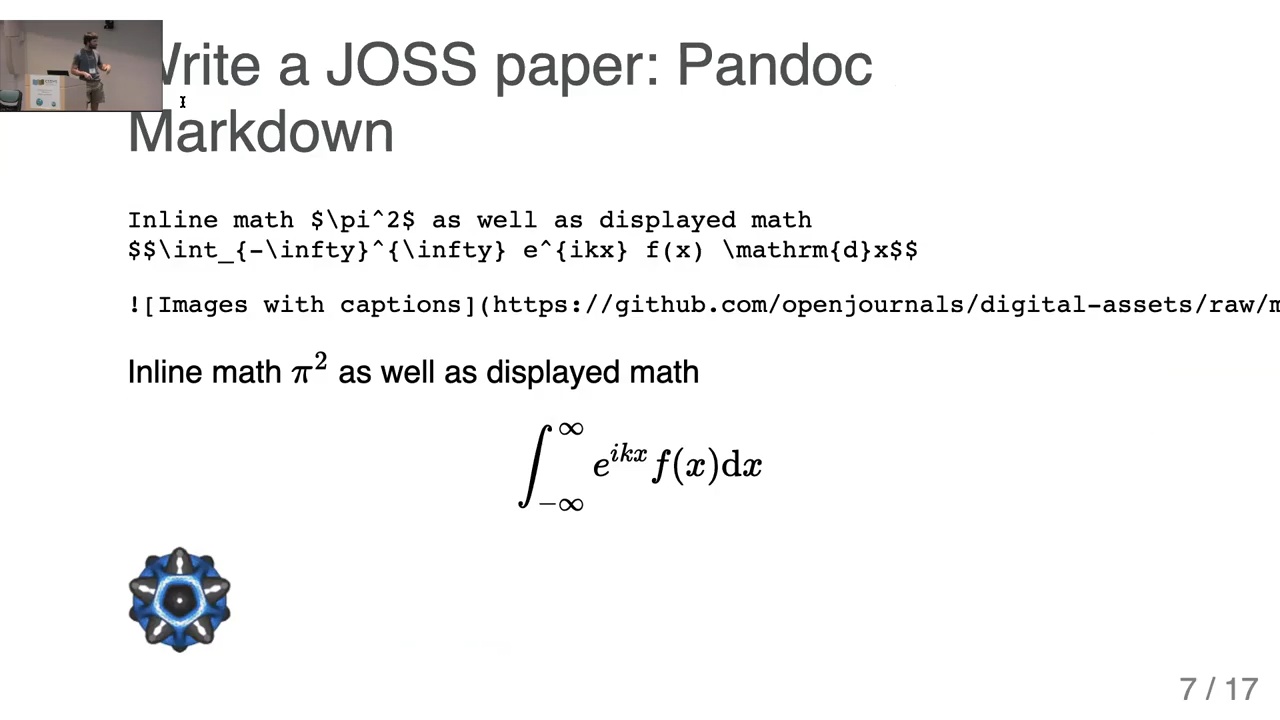 Write a JOSS paper: Pandoc
Markdown
Inline math $\pi^2$ as well as displayed math
$$\int_{-\infty}^{\infty} e^{ikx} f(x) \mathrm{d}x$$
![Images with captions](https://github.com/openjournals/digital-assets/raw/m
Inline math π² as well as displayed math
∫_{-∞}^{∞} e^{ikx} f(x)dx
7 / 17